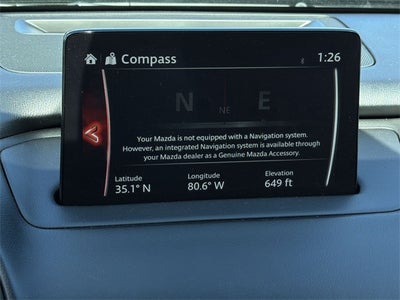 Compass 1:26
N NE E
Your Mazda is not equipped with a Navigation system.
However, an integrated Navigation system is available through
your Mazda dealer as a Genuine Mazda Accessory.
Latitude Longitude Elevation
35.1° N 80.6° W 649 ft